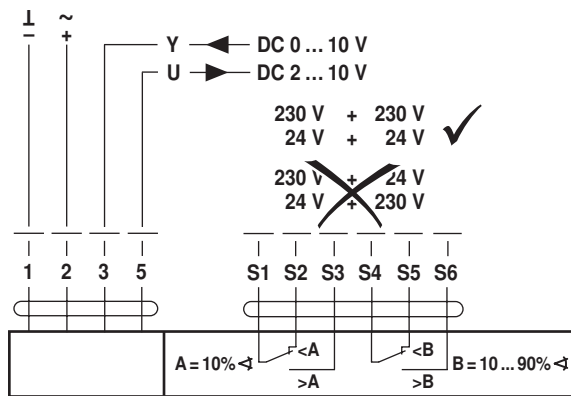 ⊥ ~
– +
Y DC 0 ... 10 V
U DC 2 ... 10 V
230 V + 230 V
24 V + 24 V
230 V + 24 V
24 V + 230 V
1 2 3 5 S1 S2 S3 S4 S5 S6
A = 10% ∢ <A <B B = 10 ... 90% ∢
>A >B